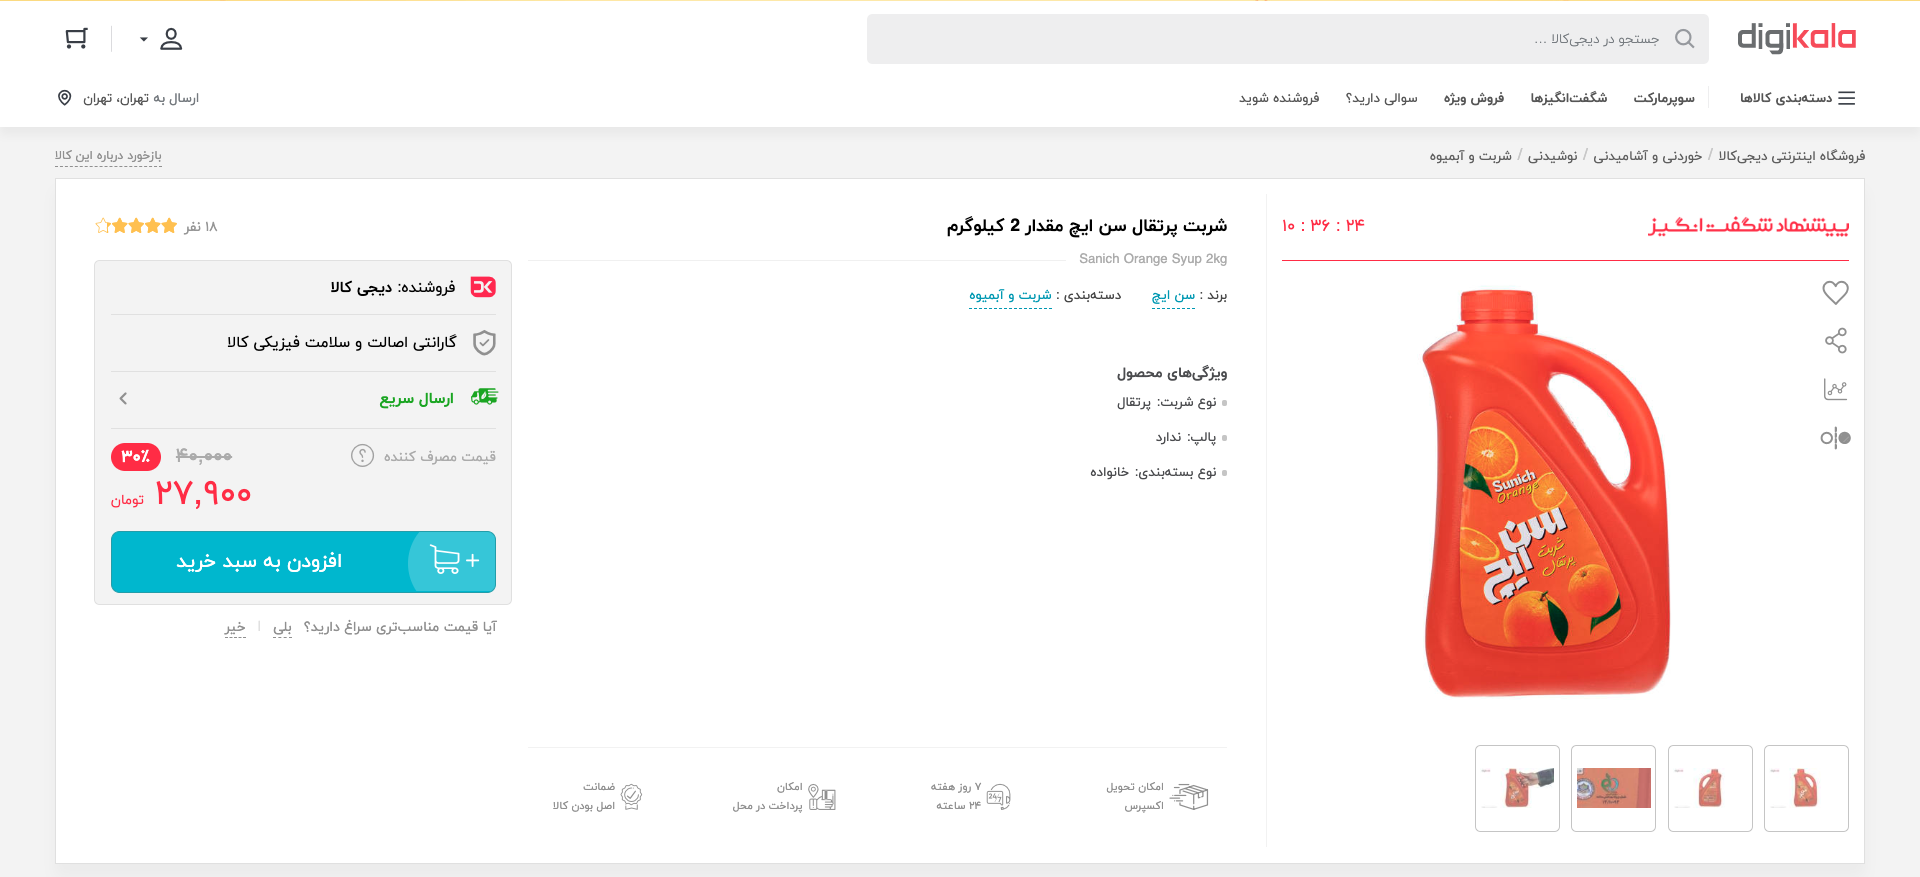 digikala
جستجو در دیجی‌کالا ...
دسته‌بندی کالاها
سوپرمارکت
شگفت‌انگیزها
فروش ویژه
سوالی دارید؟
فروشنده شوید
ارسال به تهران، تهران
فروشگاه اینترنتی دیجی‌کالا / خوردنی و آشامیدنی / نوشیدنی / شربت و آبمیوه
بازخورد درباره این کالا
پیشنهاد شگفت انگیز
۱۰ : ۳۶ : ۲۴
Sunich
Orange
سن ایچ
شربت
پرتقال
شربت پرتقال سن ایچ مقدار 2 کیلوگرم
Sanich Orange Syup 2kg
برند : سن ایچ
دسته‌بندی : شربت و آبمیوه
ویژگی‌های محصول
نوع شربت: پرتقال
پالپ: ندارد
نوع بسته‌بندی: خانواده
امکان تحویل
اکسپرس
۷ روز هفته
۲۴ ساعته
امکان
پرداخت در محل
ضمانت
اصل بودن کالا
۱۸ نفر
فروشنده: دیجی کالا
گارانتی اصالت و سلامت فیزیکی کالا
ارسال سریع
قیمت مصرف کننده ؟
۴۰,۰۰۰
۳۰٪
۲۷,۹۰۰ تومان
افزودن به سبد خرید
آیا قیمت مناسب‌تری سراغ دارید؟ بلی | خیر